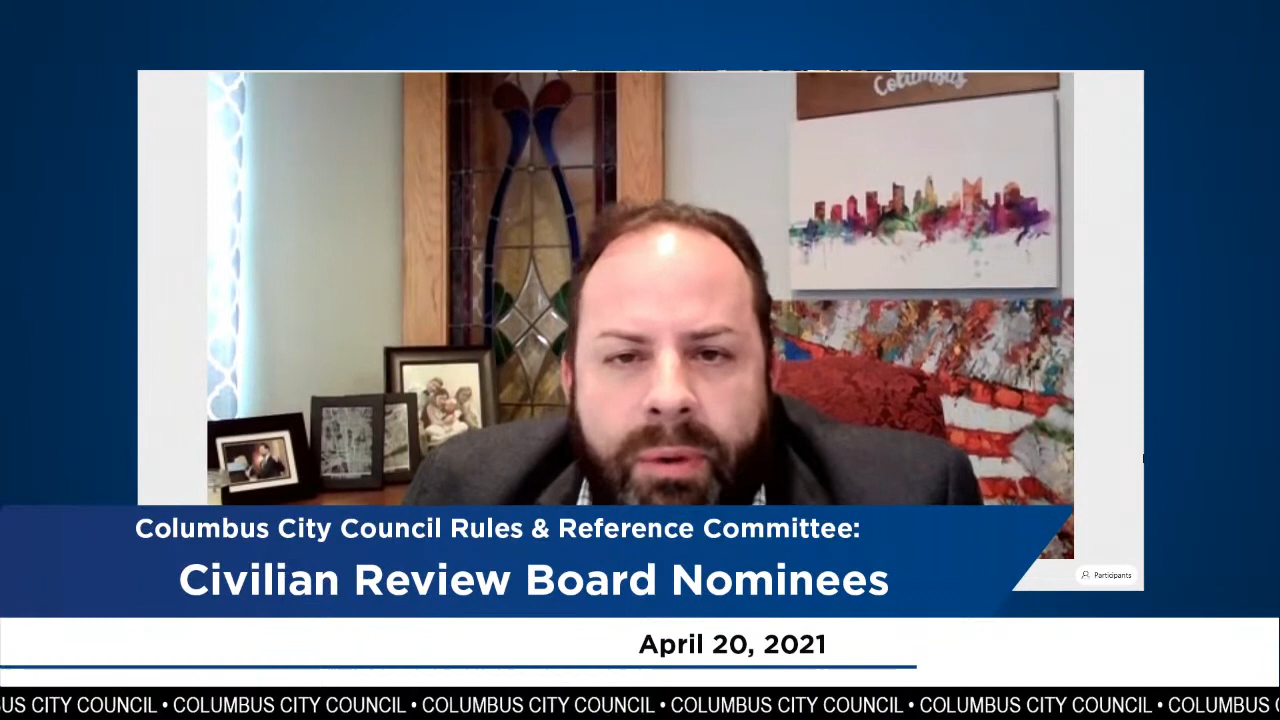 Columbus
Columbus City Council Rules & Reference Committee:
Civilian Review Board Nominees
Participants
April 20, 2021
US CITY COUNCIL • COLUMBUS CITY COUNCIL • COLUMBUS CITY COUNCIL • COLUMBUS CITY COUNCIL • COLUMBUS CITY COUNCIL • COLUMBUS